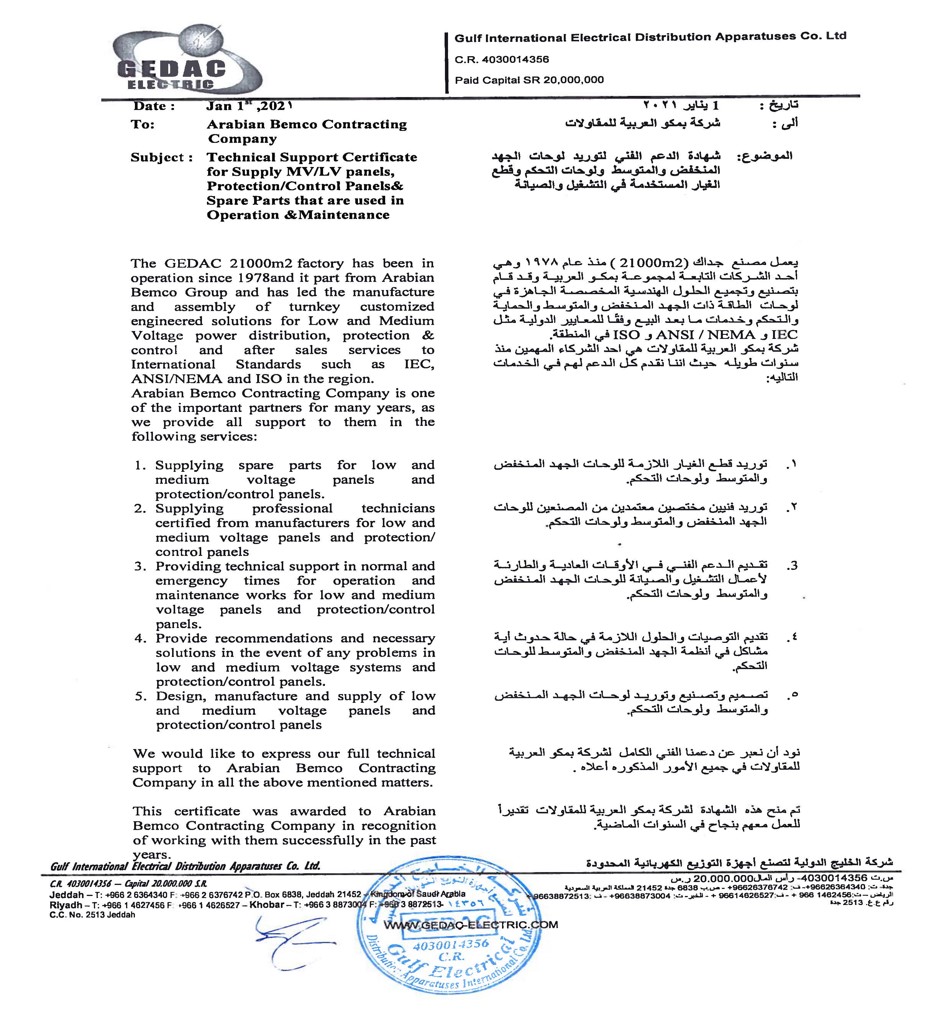 GEDAC
ELECTRIC
Gulf International Electrical Distribution Apparatuses Co. Ltd
C.R. 4030014356
Paid Capital SR 20,000,000
Date : Jan 1st ,2021
To: Arabian Bemco Contracting
Company
Subject : Technical Support Certificate
for Supply MV/LV panels,
Protection/Control Panels&
Spare Parts that are used in
Operation &Maintenance
تاريخ : 1 يناير ٢٠٢١
ألى : شركة بمكو العربية للمقاولات
الموضوع: شهادة الدعم الفني لتوريد لوحات الجهد
المنخفض والمتوسط ولوحات التحكم وقطع
الغيار المستخدمة في التشغيل والصيانة
The GEDAC 21000m2 factory has been in
operation since 1978and it part from Arabian
Bemco Group and has led the manufacture
and assembly of turnkey customized
engineered solutions for Low and Medium
Voltage power distribution, protection &
control and after sales services to
International Standards such as IEC,
ANSI/NEMA and ISO in the region.
Arabian Bemco Contracting Company is one
of the important partners for many years, as
we provide all support to them in the
following services:
يعمل مصنع جداك (21000m2 ) منذ عام ١٩٧٨ وهي
أحد الشركات التابعة لمجموعة بمكو العربية وقد قام
بتصنيع وتجميع الحلول الهندسية المخصصة الجاهزة في
لوحات الطاقة ذات الجهد المنخفض والمتوسط والحماية
والتحكم وخدمات ما بعد البيع وفقًا للمعايير الدولية مثل
IEC و ANSI / NEMA و ISO في المنطقة.
شركة بمكو العربية للمقاولات هي احد الشركاء المهمين منذ
سنوات طويله حيث اننا نقدم كل الدعم لهم في الخدمات
التاليه:
1. Supplying spare parts for low and
medium voltage panels and
protection/control panels.
2. Supplying professional technicians
certified from manufacturers for low and
medium voltage panels and protection/
control panels
3. Providing technical support in normal and
emergency times for operation and
maintenance works for low and medium
voltage panels and protection/control
panels.
4. Provide recommendations and necessary
solutions in the event of any problems in
low and medium voltage systems and
protection/control panels.
5. Design, manufacture and supply of low
and medium voltage panels and
protection/control panels
١. توريد قطع الغيار اللازمة للوحات الجهد المنخفض
والمتوسط ولوحات التحكم.
٢. توريد فنيين مختصين معتمدين من المصنعين للوحات
الجهد المنخفض والمتوسط ولوحات التحكم.
3. تقديم الدعم الفني في الأوقات العادية والطارئة
لأعمال التشغيل والصيانة للوحات الجهد المنخفض
والمتوسط ولوحات التحكم.
٤. تقديم التوصيات والحلول اللازمة في حالة حدوث أية
مشاكل في أنظمة الجهد المنخفض والمتوسط للوحات
التحكم.
٥. تصميم وتصنيع وتوريد لوحات الجهد المنخفض
والمتوسط ولوحات التحكم.
We would like to express our full technical
support to Arabian Bemco Contracting
Company in all the above mentioned matters.
نود أن نعبر عن دعمنا الفني الكامل لشركة بمكو العربية
للمقاولات في جميع الأمور المذكوره أعلاه .
This certificate was awarded to Arabian
Bemco Contracting Company in recognition
of working with them successfully in the past
years.
تم منح هذه الشهادة لشركة بمكو العربية للمقاولات تقديراً
للعمل معهم بنجاح في السنوات الماضية.
Gulf International Electrical Distribution Apparatuses Co. Ltd.
C.R. 4030014356 – Capital 20.000.000 S.R.
Jeddah – T: +966 2 6364340 F: +966 2 6376742 P.O. Box 6838, Jeddah 21452 – Kingdom of Saudi Arabia
Riyadh – T: +966 1 4627456 F: +966 1 4626527 – Khobar – T: +966 3 8873004 F: +966 3 8872513
C.C. No. 2513 Jeddah
شركة الخليج الدولية لتصنع أجهزة التوزيع الكهربائية المحدودة
س.ت 4030014356- رأس المال20.000.000 ريال
جدة- ت: 96626364340+ -ف: 96626376742+ - ص.ب 6838 جدة 21452 المملكة العربية السعودية
رقم ع غ. 2513 جدة
WWW.GEDAC-ELECTRIC.COM
GEDAC
4030014356
C.R.
Gulf Electrical
Distribution Apparatuses International Co. Ltd.